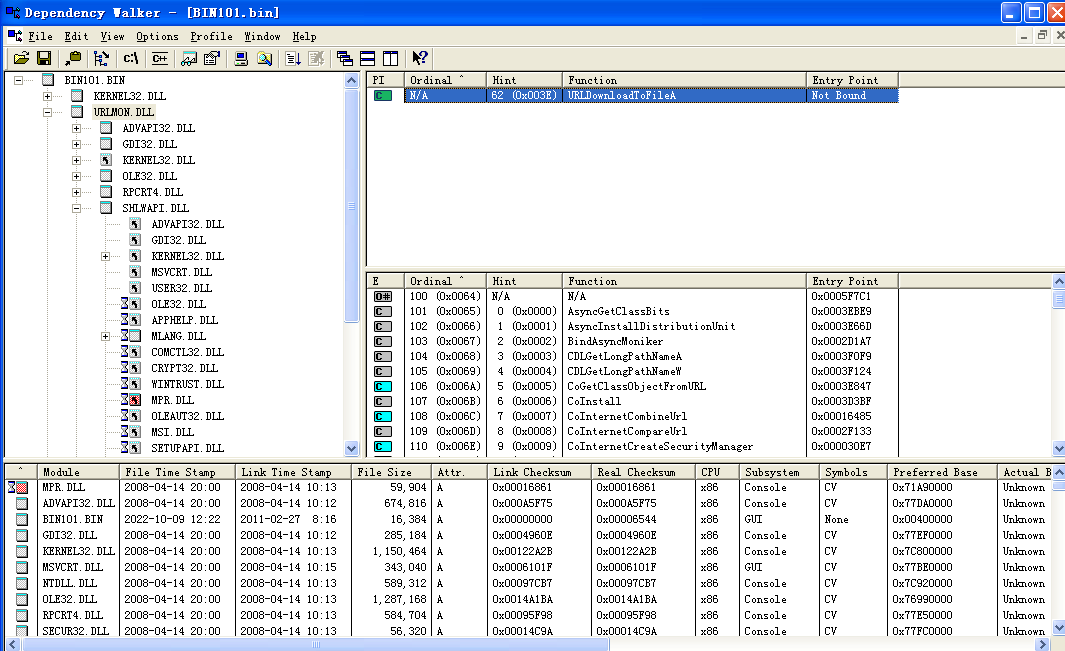 Dependency Walker - [BIN101.bin]
File Edit View Options Profile Window Help
c:\ C++
BIN101.BIN
KERNEL32.DLL
URLMON.DLL
ADVAPI32.DLL
GDI32.DLL
KERNEL32.DLL
OLE32.DLL
RPCRT4.DLL
SHLWAPI.DLL
ADVAPI32.DLL
GDI32.DLL
KERNEL32.DLL
MSVCRT.DLL
USER32.DLL
OLE32.DLL
APPHELP.DLL
MLANG.DLL
COMCTL32.DLL
CRYPT32.DLL
WINTRUST.DLL
MPR.DLL
OLEAUT32.DLL
MSI.DLL
SETUPAPI.DLL
PI Ordinal ^ Hint Function Entry Point
C N/A 62 (0x003E) URLDownloadToFileA Not Bound
E Ordinal ^ Hint Function Entry Point
O# 100 (0x0064) N/A N/A 0x0005F7C1
C 101 (0x0065) 0 (0x0000) AsyncGetClassBits 0x0003EBE9
C 102 (0x0066) 1 (0x0001) AsyncInstallDistributionUnit 0x0003E66D
C 103 (0x0067) 2 (0x0002) BindAsyncMoniker 0x0002D1A7
C 104 (0x0068) 3 (0x0003) CDLGetLongPathNameA 0x0003F0F9
C 105 (0x0069) 4 (0x0004) CDLGetLongPathNameW 0x0003F124
C 106 (0x006A) 5 (0x0005) CoGetClassObjectFromURL 0x0003E847
C 107 (0x006B) 6 (0x0006) CoInstall 0x0003D3BF
C 108 (0x006C) 7 (0x0007) CoInternetCombineUrl 0x00016485
C 109 (0x006D) 8 (0x0008) CoInternetCompareUrl 0x0002F133
C 110 (0x006E) 9 (0x0009) CoInternetCreateSecurityManager 0x000030E7
^ Module File Time Stamp Link Time Stamp File Size Attr. Link Checksum Real Checksum CPU Subsystem Symbols Preferred Base Actual B
MPR.DLL 2008-04-14 20:00 2008-04-14 10:13 59,904 A 0x00016861 0x00016861 x86 Console CV 0x71A90000 Unknown
ADVAPI32.DLL 2008-04-14 20:00 2008-04-14 10:12 674,816 A 0x000A5F75 0x000A5F75 x86 Console CV 0x77DA0000 Unknown
BIN101.BIN 2022-10-09 12:22 2011-02-27 8:16 16,384 A 0x00000000 0x00006544 x86 GUI None 0x00400000 Unknown
GDI32.DLL 2008-04-14 20:00 2008-04-14 10:12 285,184 A 0x0004960E 0x0004960E x86 Console CV 0x77EF0000 Unknown
KERNEL32.DLL 2008-04-14 20:00 2008-04-14 10:13 1,150,464 A 0x00122A2B 0x00122A2B x86 Console CV 0x7C800000 Unknown
MSVCRT.DLL 2008-04-14 20:00 2008-04-14 10:15 343,040 A 0x0006101F 0x0006101F x86 GUI CV 0x77BE0000 Unknown
NTDLL.DLL 2008-04-14 20:00 2008-04-14 10:13 589,312 A 0x00097CB7 0x00097CB7 x86 Console CV 0x7C920000 Unknown
OLE32.DLL 2008-04-14 20:00 2008-04-14 10:13 1,287,168 A 0x0014A1BA 0x0014A1BA x86 Console CV 0x76990000 Unknown
RPCRT4.DLL 2008-04-14 20:00 2008-04-14 10:13 584,704 A 0x00095F98 0x00095F98 x86 Console CV 0x77E50000 Unknown
SECUR32.DLL 2008-04-14 20:00 2008-04-14 10:13 56,320 A 0x00014C9A 0x00014C9A x86 Console CV 0x77FC0000 Unknown